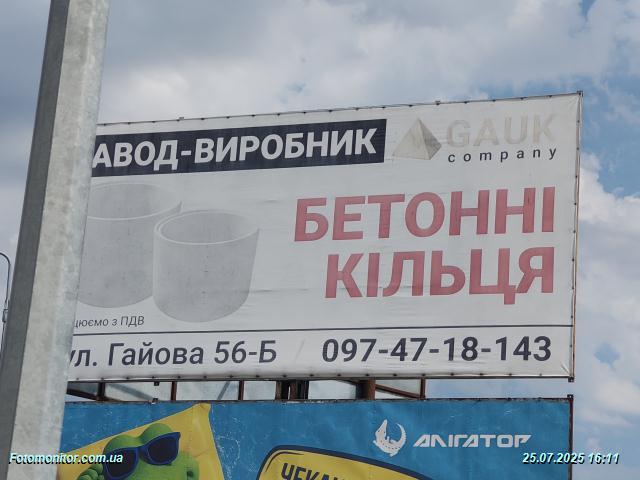 АВОД-ВИРОБНИК
GAUK
company
БЕТОННІ
КІЛЬЦЯ
цюємо з ПДВ
ул. Гайова 56-Б
097-47-18-143
АЛІГАТОР
ЧЕКА
Fotomonitor.com.ua
25.07.2025 16:11